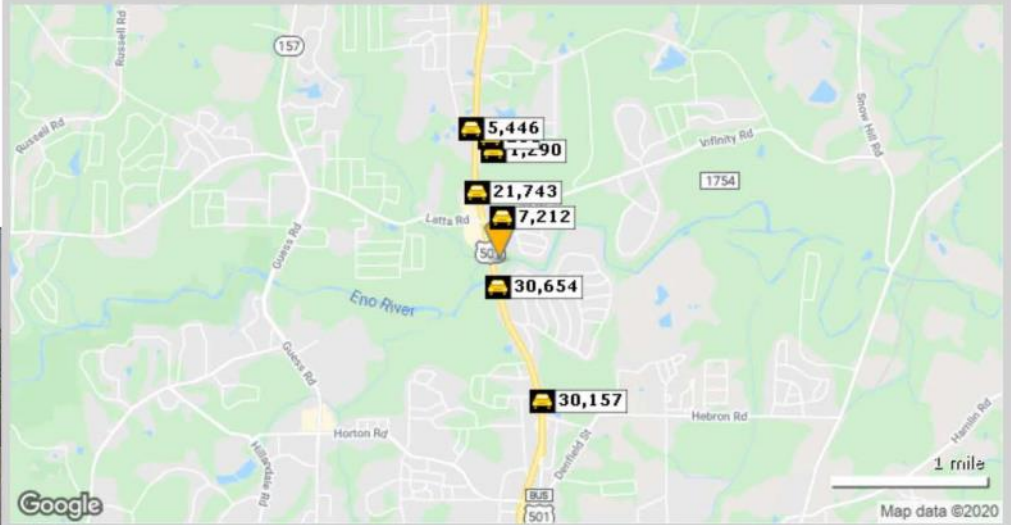 Russell Rd
157
5,446
1,290
Russell Rd
Infinity Rd
Snow Hill Rd
1754
21,743
Latta Rd
7,212
Guess Rd
501
30,654
Eno River
Guess Rd
30,157
Hebron Rd
Hamlin Rd
Horton Rd
Denfield St
Hillandale Rd
1 mile
BUS
501
Google
Map data ©2020